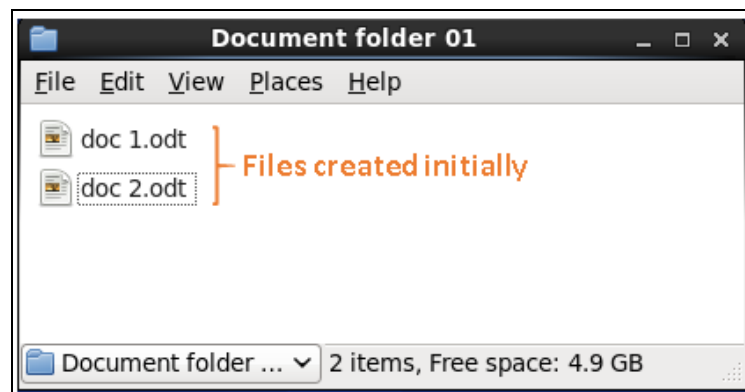 Document folder 01
File Edit View Places Help
doc 1.odt
doc 2.odt
Files created initially
Document folder ... 2 items, Free space: 4.9 GB